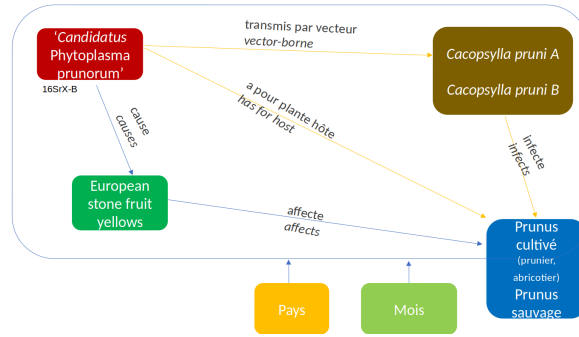 ‘Candidatus
Phytoplasma
prunorum’
16SrX-B
transmis par vecteur
vector-borne
Cacopsylla pruni A
Cacopsylla pruni B
a pour plante hôte
has for host
cause
causes
infecte
infects
European
stone fruit
yellows
affecte
affects
Prunus
cultivé
(prunier,
abricotier)
Prunus
sauvage
Pays
Mois